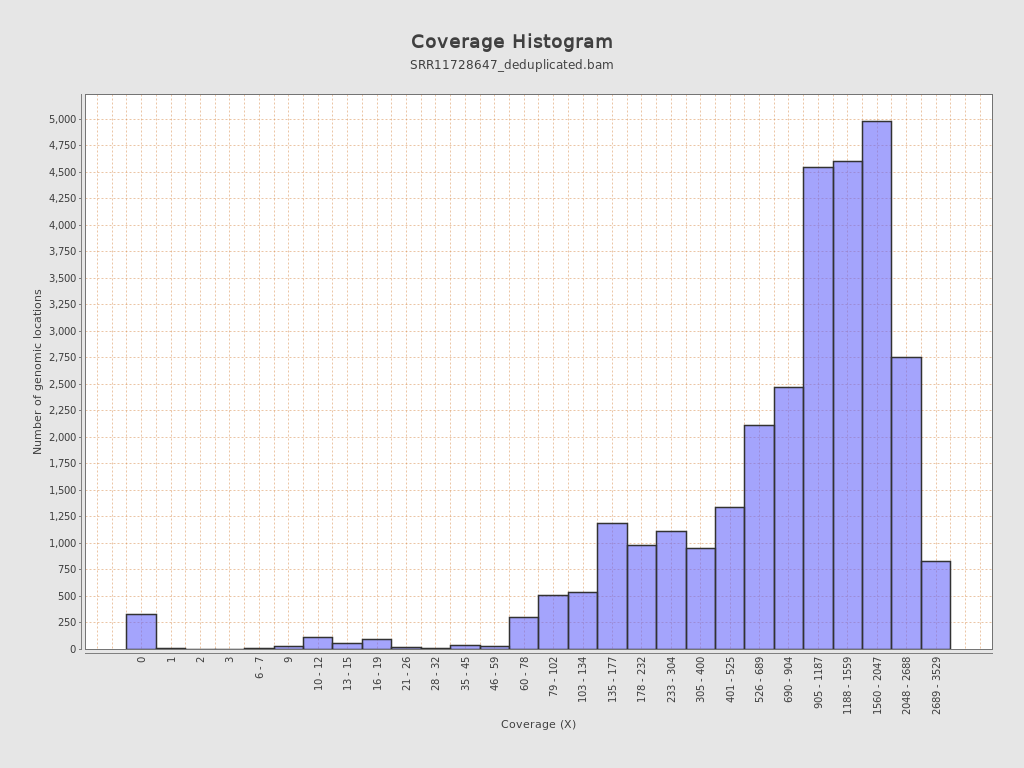 Coverage Histogram
SRR11728647_deduplicated.bam
Number of genomic locations
5,000
4,750
4,500
4,250
4,000
3,750
3,500
3,250
3,000
2,750
2,500
2,250
2,000
1,750
1,500
1,250
1,000
750
500
250
0
0
1
2
3
6 - 7
9
10 - 12
13 - 15
16 - 19
21 - 26
28 - 32
35 - 45
46 - 59
60 - 78
79 - 102
103 - 134
135 - 177
178 - 232
233 - 304
305 - 400
401 - 525
526 - 689
690 - 904
905 - 1187
1188 - 1559
1560 - 2047
2048 - 2688
2689 - 3529
Coverage (X)